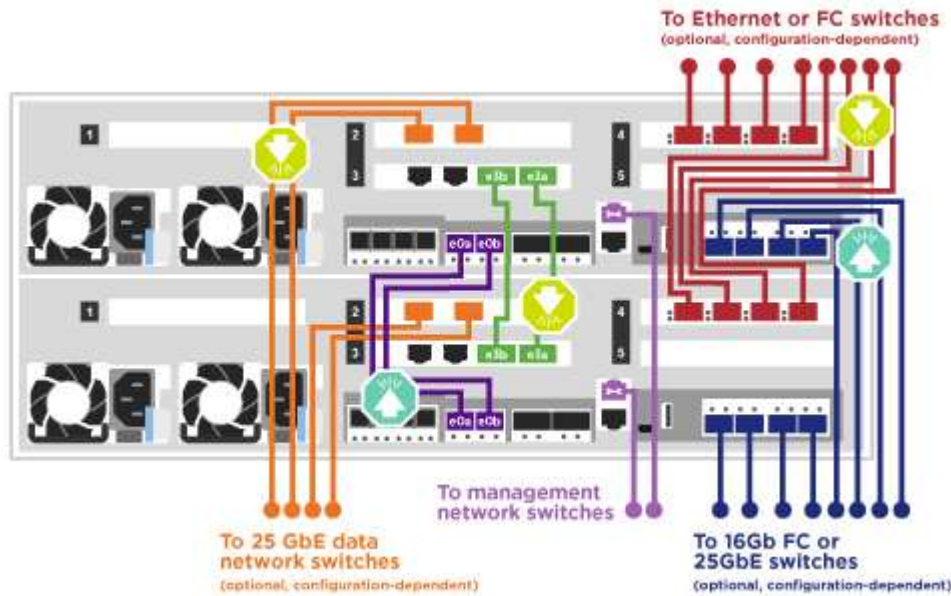 To Ethernet or FC switches
(optional, configuration-dependent)
1
2
4
3
e3b
e3a
5
e0a
e0b
1
2
4
3
e3b
e3a
5
e0a
e0b
To management
network switches
To 25 GbE data
network switches
(optional, configuration-dependent)
To 16Gb FC or
25GbE switches
(optional, configuration-dependent)